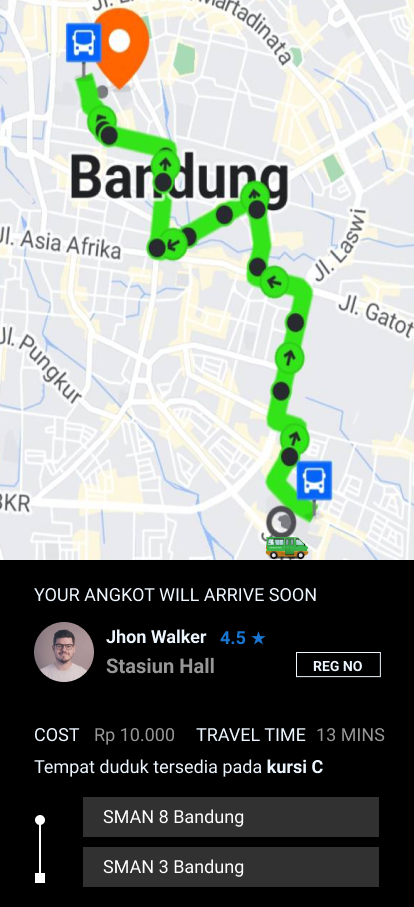 Martadinata
Bandung
Jl. Asia Afrika
Jl. Laswi
Jl. Gatot
Jl. Pungkur
BKR
YOUR ANGKOT WILL ARRIVE SOON
Jhon Walker 4.5 ★
Stasiun Hall
REG NO
COST Rp 10.000 TRAVEL TIME 13 MINS
Tempat duduk tersedia pada kursi C
SMAN 8 Bandung
SMAN 3 Bandung